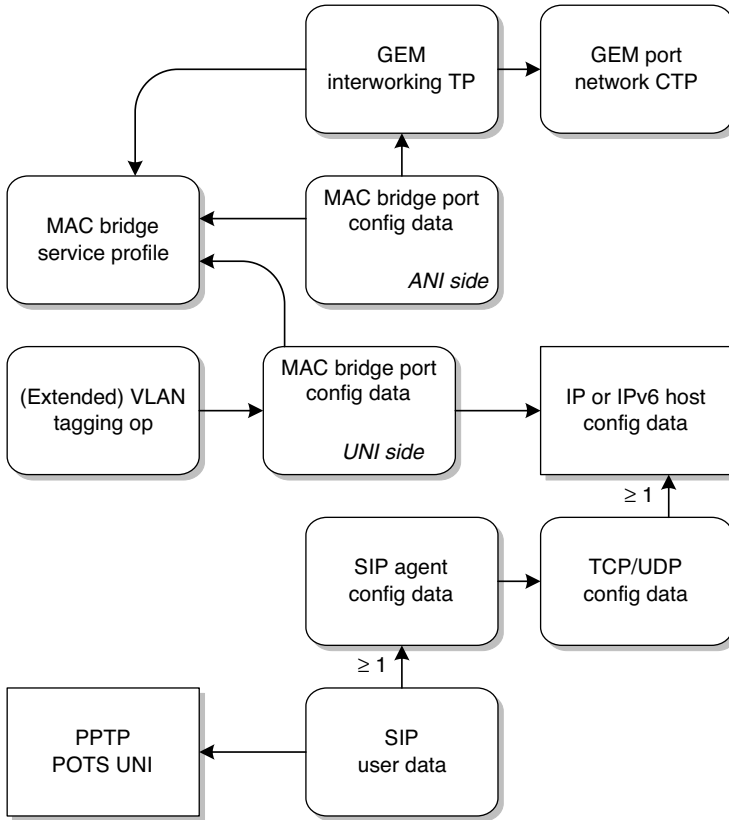 GEM
interworking TP
GEM port
network CTP
MAC bridge
service profile
MAC bridge port
config data
ANI side
(Extended) VLAN
tagging op
MAC bridge port
config data
UNI side
IP or IPv6 host
config data
≥ 1
SIP agent
config data
TCP/UDP
config data
≥ 1
PPTP
POTS UNI
SIP
user data